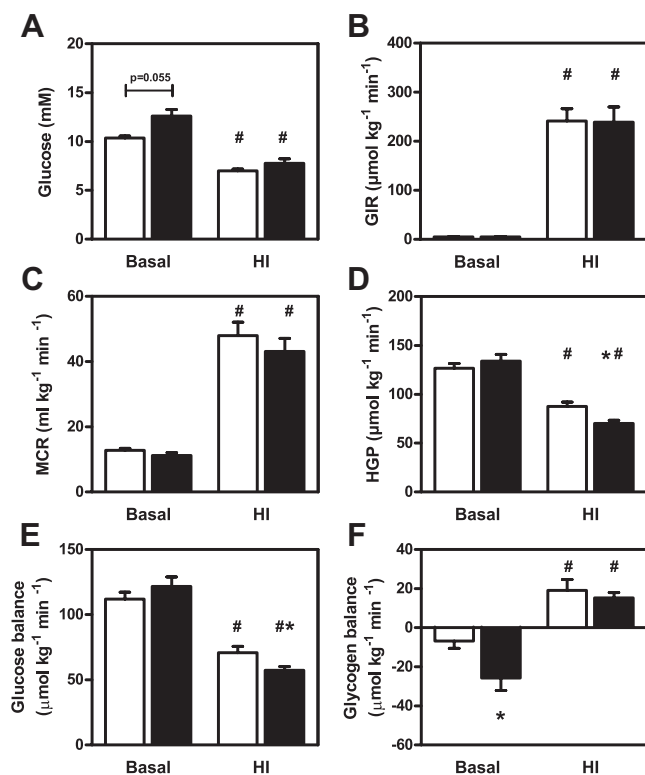 A
Glucose (mM)
20
15
10
5
0
p=0.055
# #
Basal HI
B
GIR (µmol kg-1 min-1)
400
300
200
100
0
# #
Basal HI
C
MCR (ml kg-1 min -1)
60
40
20
0
# #
Basal HI
D
HGP (µmol kg-1 min -1)
200
150
100
50
0
# *#
Basal HI
E
Glucose balance
(µmol kg-1 min -1)
150
100
50
0
# #*
Basal HI
F
Glycogen balance
(µmol kg-1 min -1)
40
20
0
-20
-40
-60
# #
*
Basal HI